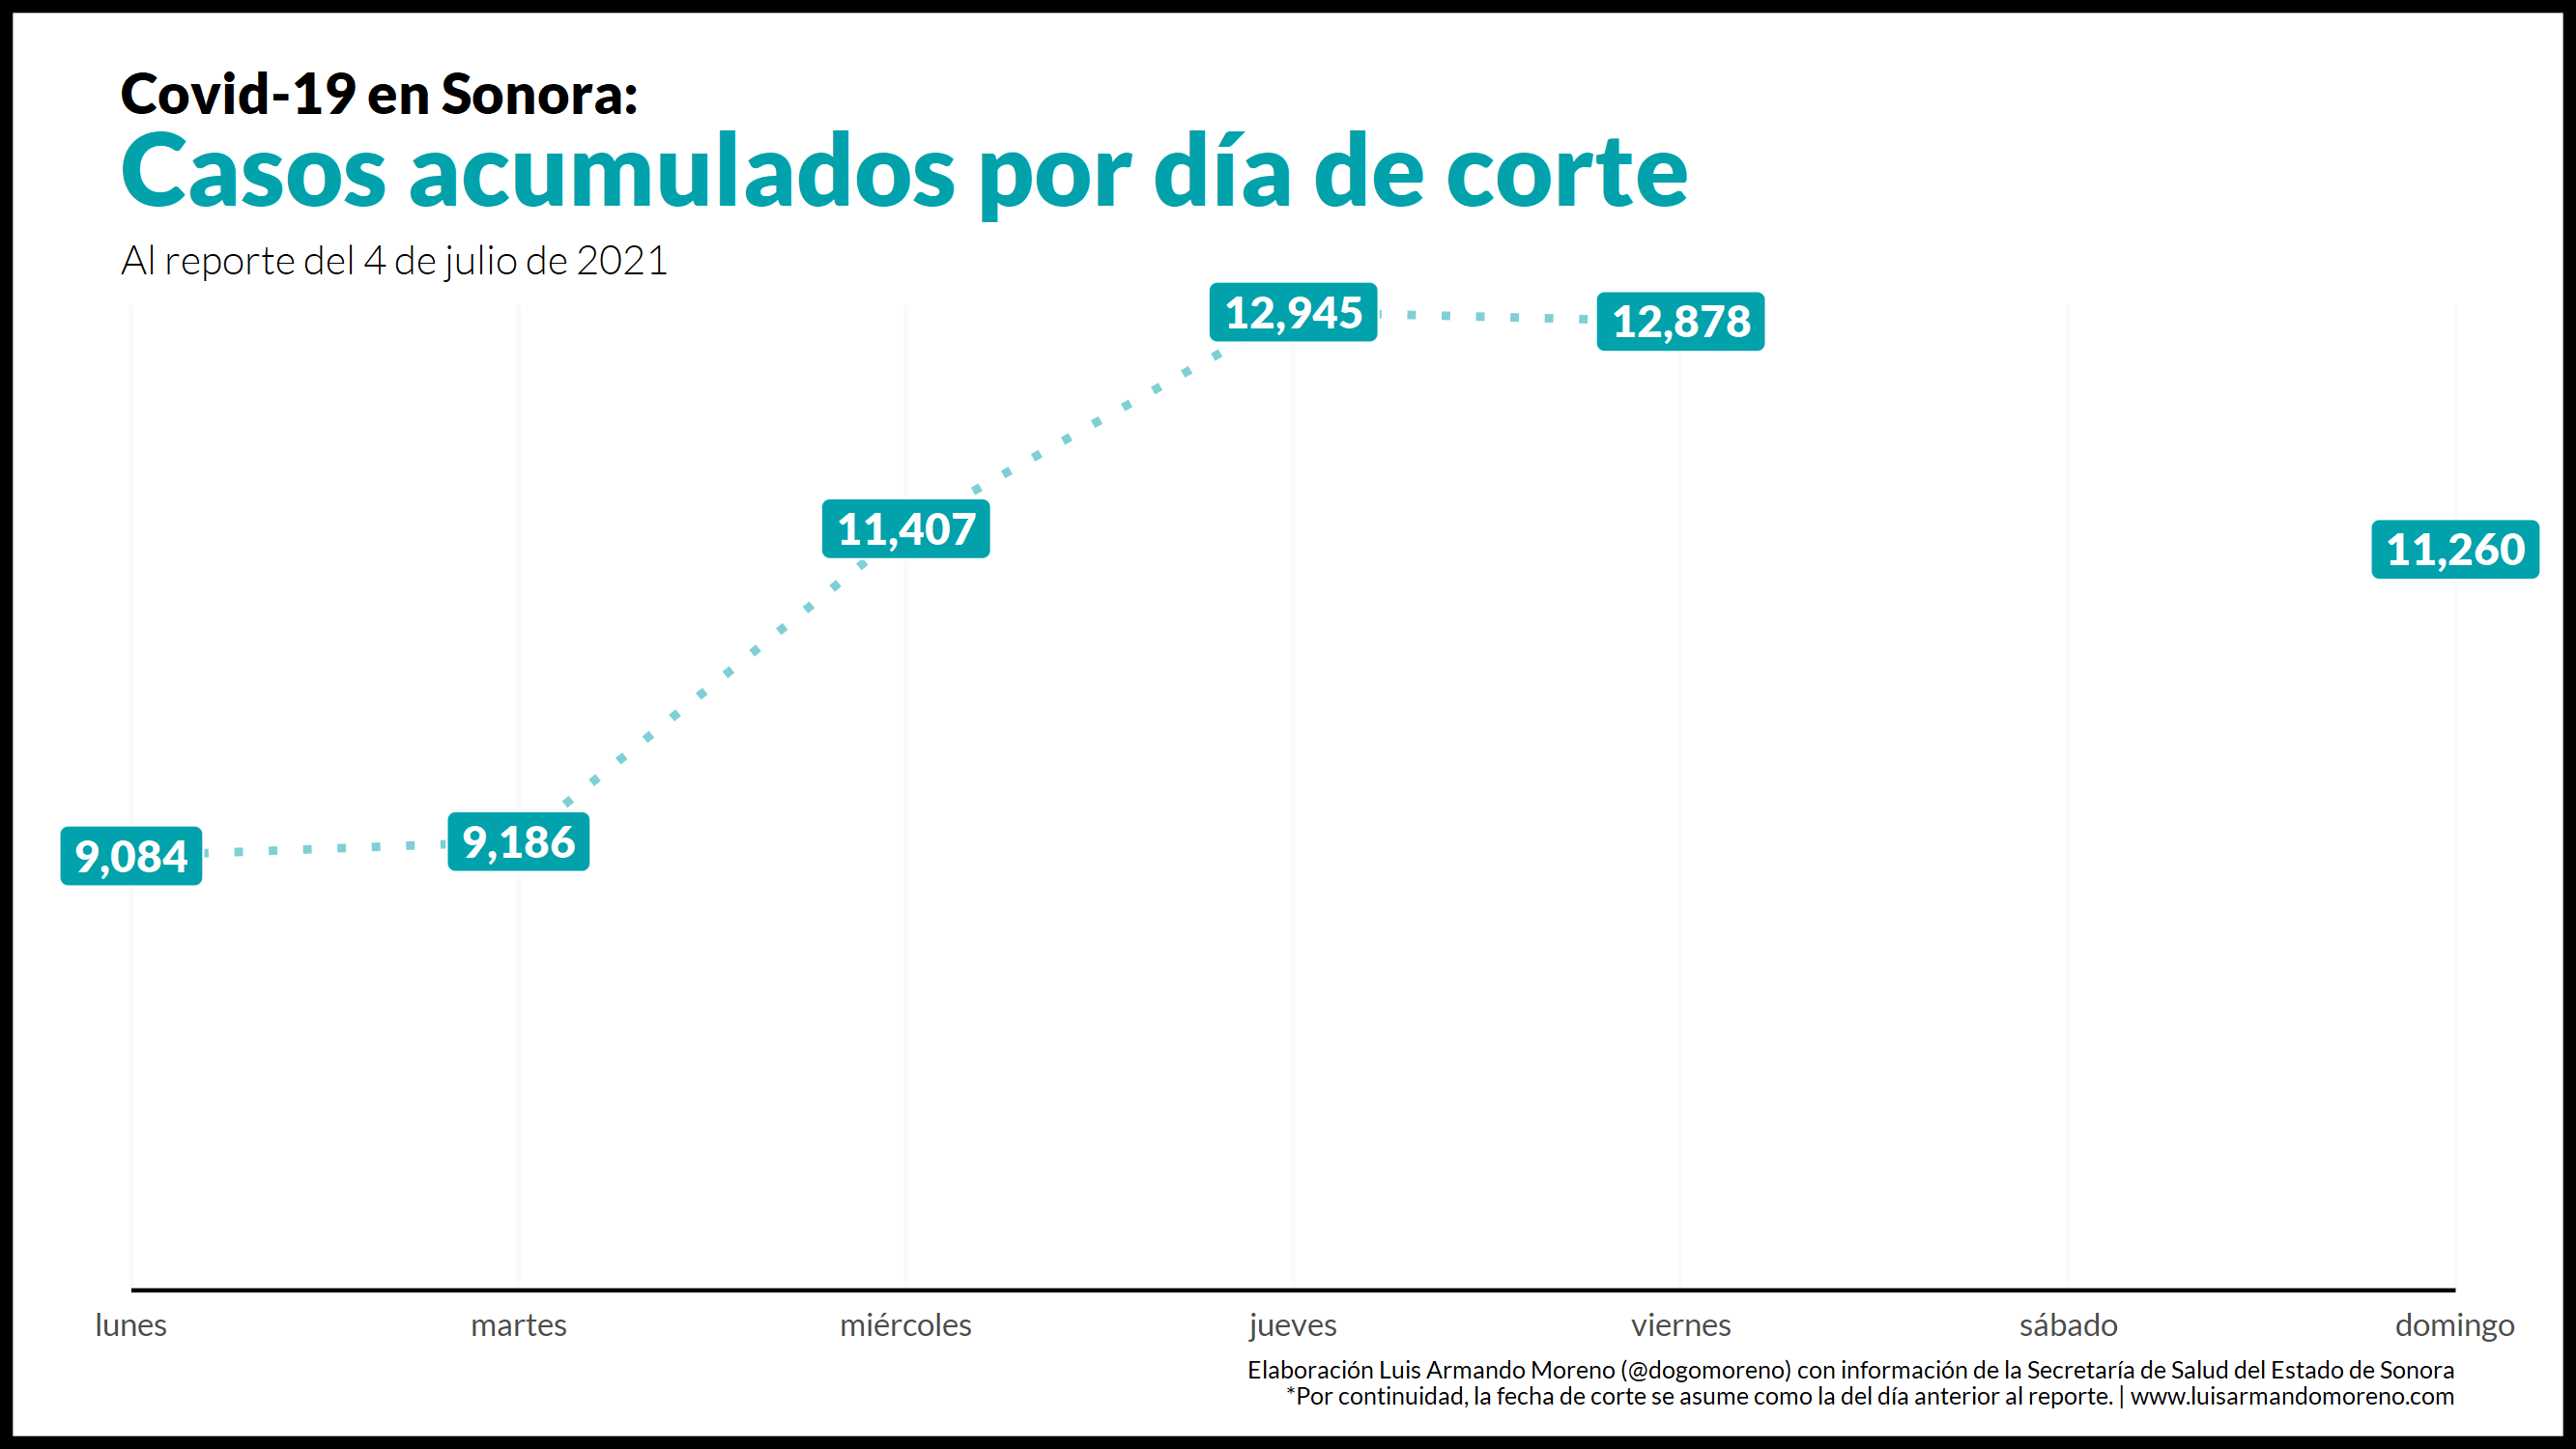 Covid-19 en Sonora:
Casos acumulados por día de corte
Al reporte del 4 de julio de 2021
12,945
12,878
11,407
11,260
9,084
9,186
lunes martes miércoles jueves viernes sábado domingo
Elaboración Luis Armando Moreno (@dogomoreno) con información de la Secretaría de Salud del Estado de Sonora
*Por continuidad, la fecha de corte se asume como la del día anterior al reporte. | www.luisarmandomoreno.com